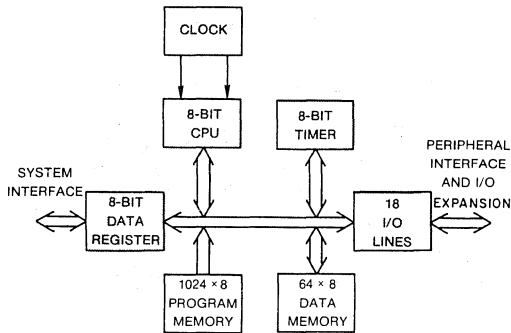 CLOCK
8-BIT
CPU
8-BIT
TIMER
SYSTEM
INTERFACE
8-BIT
DATA
REGISTER
18
I/O
LINES
PERIPHERAL
INTERFACE
AND I/O
EXPANSION
1024 × 8
PROGRAM
MEMORY
64 × 8
DATA
MEMORY